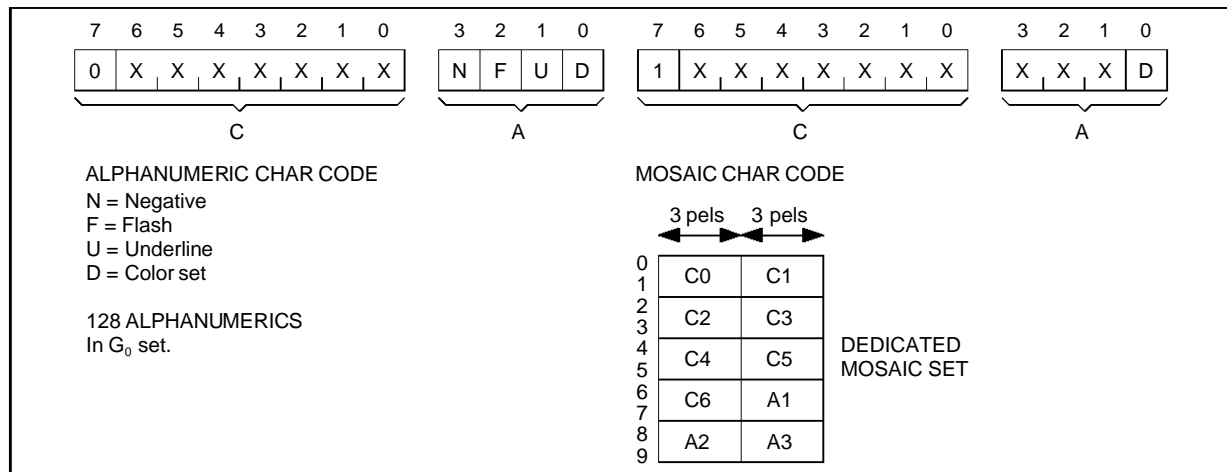 7 6 5 4 3 2 1 0 3 2 1 0 7 6 5 4 3 2 1 0 3 2 1 0
0 X X X X X X X N F U D 1 X X X X X X X X X X D
C A C A
ALPHANUMERIC CHAR CODE
N = Negative
F = Flash
U = Underline
D = Color set
128 ALPHANUMERICS
In G₀ set.
MOSAIC CHAR CODE
3 pels 3 pels
0
1
C0 C1
2
3
C2 C3
4
5
C4 C5
6
7
C6 A1
8
9
A2 A3
DEDICATED
MOSAIC SET